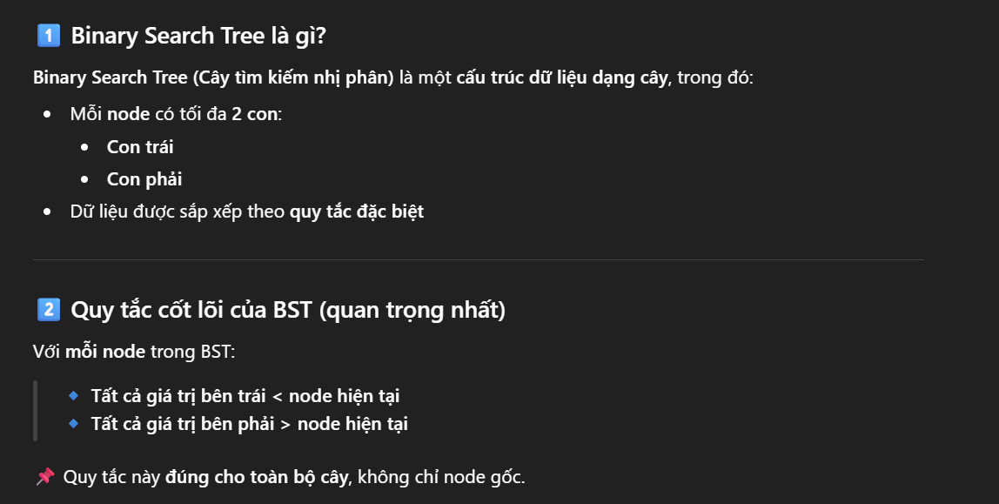 1 Binary Search Tree là gì?
Binary Search Tree (Cây tìm kiếm nhị phân) là một cấu trúc dữ liệu dạng cây, trong đó:
• Mỗi node có tối đa 2 con:
• Con trái
• Con phải
• Dữ liệu được sắp xếp theo quy tắc đặc biệt
2 Quy tắc cốt lõi của BST (quan trọng nhất)
Với mỗi node trong BST:
🔹 Tất cả giá trị bên trái < node hiện tại
🔹 Tất cả giá trị bên phải > node hiện tại
📌 Quy tắc này đúng cho toàn bộ cây, không chỉ node gốc.